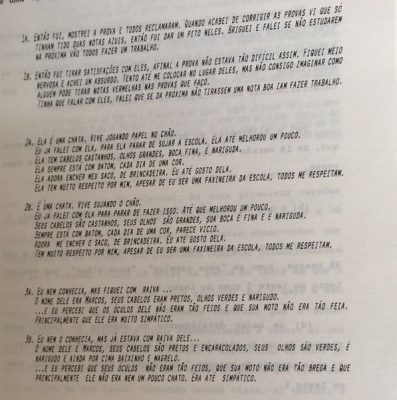 1A. ENTÃO FUI, MOSTREI A PROVA E TODOS RECLAMARAM. QUANDO ACABEI DE CORRIGIR AS PROVAS VI QUE SÓ
TINHAM TIDO DUAS NOTAS AZUIS, ENTÃO FUI DAR UM PITO NELES. BRIGUEI E FALEI SE NÃO ESTUDAREM
NA PRÓXIMA VÃO TODOS FAZER UM TRABALHO.
1B. ENTÃO FUI TIRAR SATISFAÇÕES COM ELES, AFINAL A PROVA NÃO ESTAVA TÃO DIFÍCIL ASSIM. FIQUEI MEIO
NERVOSA E ACHEI UM ABSURDO. TENTO ATÉ ME COLOCAR NO LUGAR DELES, MAS NÃO CONSIGO IMAGINAR COMO
ALGUÉM PODE TIRAR NOTAS VERMELHAS NAS PROVAS QUE FAÇO.
TINHA QUE FALAR COM ELES, FALEI QUE SE DA PRÓXIMA NÃO TIRASSEM UMA NOTA BOA IAM FAZER TRABALHO.
2A. ELA É UMA CHATA, VIVE JOGANDO PAPEL NO CHÃO.
EU JÁ FALEI COM ELA, PARA ELA PARAR DE SUJAR A ESCOLA. ELA ATÉ MELHOROU UM POUCO.
ELA TEM CABELOS CASTANHOS, OLHOS GRANDES, BOCA FINA, E NARIGUDA.
ELA SEMPRE ESTÁ COM BATOM, CADA DIA DE UMA COR.
ELA ADORA ENCHER MEU SACO, DE BRINCADEIRA. EU ATÉ GOSTO DELA.
ELA TEM MUITO RESPEITO POR MIM, APESAR DE EU SER UMA FAXINEIRA DA ESCOLA, TODOS ME RESPEITAM.
2B. É UMA CHATA. VIVE SUJANDO O CHÃO.
EU JÁ FALEI COM ELA PARA PARAR DE FAZER ISSO. ATÉ QUE MELHOROU UM POUCO.
SEUS CABELOS SÃO CASTANHOS, SEUS OLHOS SÃO GRANDES, SUA BOCA É FINA E É NARIGUDA.
SEMPRE ESTÁ COM BATOM, CADA DIA DE UMA COR, PARECE VÍCIO.
ADORA ME ENCHER O SACO, DE BRINCADEIRA. EU ATÉ GOSTO DELA.
TEM MUITO RESPEITO POR MIM, APESAR DE EU SER UMA FAXINEIRA DA ESCOLA, TODOS ME RESPEITAM.
3A. EU NEM CONHECIA, MAS FIQUEI COM RAIVA...
O NOME DELE ERA MARCOS, SEUS CABELOS ERAM PRETOS, OLHOS VERDES E NARIGUDO.
...E EU PERCEBI QUE OS OCULOS DELE NÃO ERAM TÃO FEIOS E QUE SUA MOTO NÃO ERA TÃO FEIA.
PRINCIPALMENTE QUE ELE ERA MUITO SIMPÁTICO.
3B. EU NEM O CONHECIA, MAS JÁ ESTAVA COM RAIVA DELE...
O NOME DELE É MARCOS, SEUS CABELOS SÃO PRETOS E ENCARACOLADOS, SEUS OLHOS SÃO VERDES, É
NARIGUDO E AINDA POR CIMA BAIXINHO E MAGRELO.
...E EU PERCEBI QUE SEUS OCULOS NÃO ERAM TÃO FEIOS, QUE SUA MOTO NÃO ERA TÃO BREGA E QUE
PRINCIPALMENTE ELE NÃO ERA NEM UM POUCO CHATO. ERA ATÉ SIMPÁTICO.